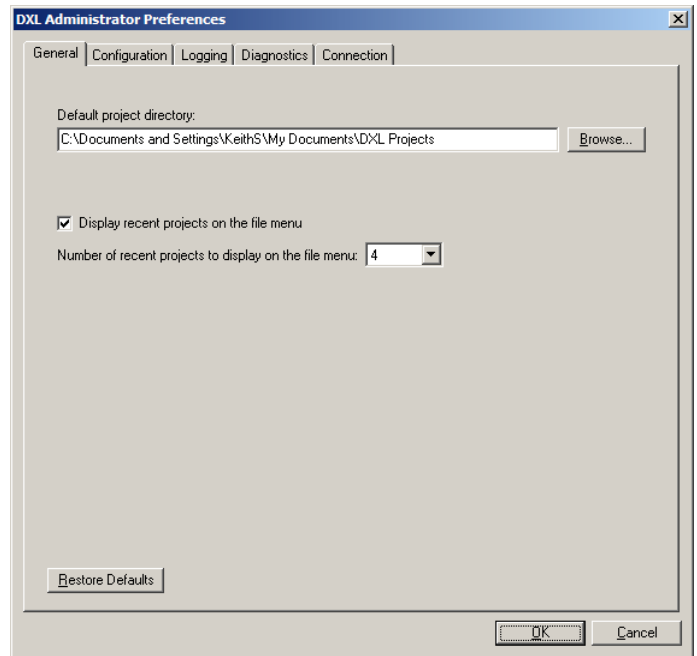 DXL Administrator Preferences
General Configuration Logging Diagnostics Connection
Default project directory:
C:\Documents and Settings\KeithS\My Documents\DXL Projects Browse...
Display recent projects on the file menu
Number of recent projects to display on the file menu: 4
Restore Defaults
OK Cancel